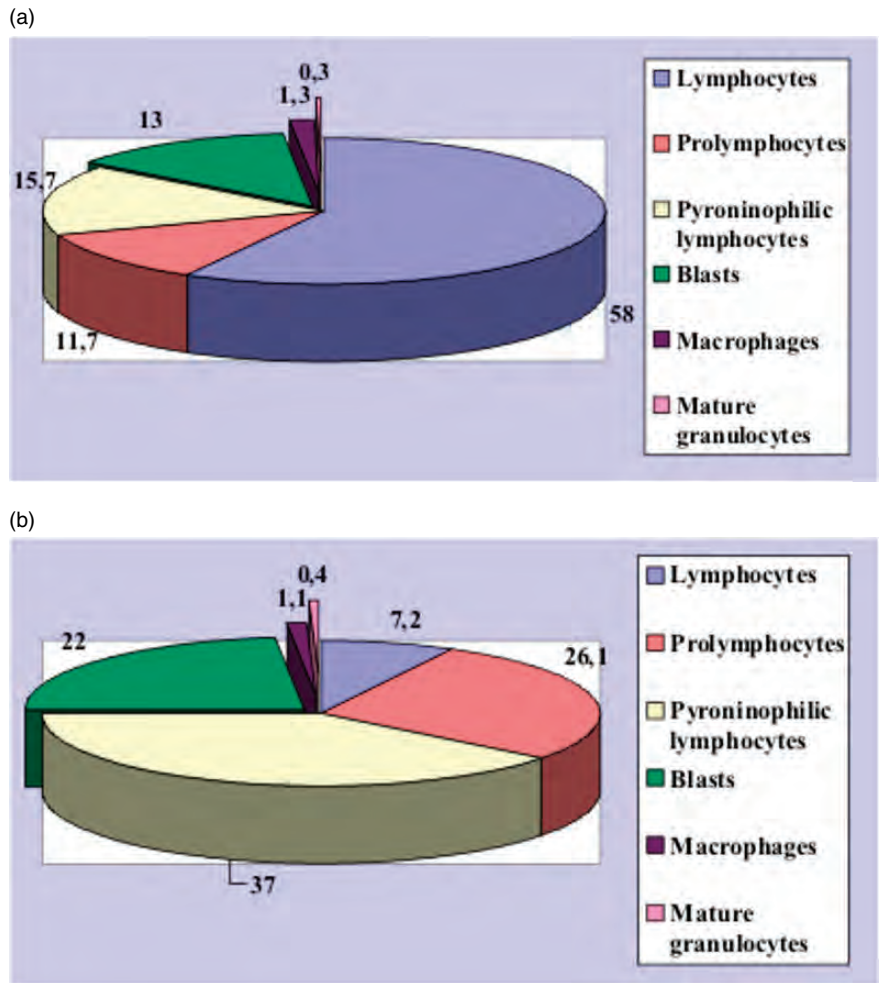 (a)
0,3
1,3
13
15,7
11,7
58
Lymphocytes
Prolymphocytes
Pyroninophilic
lymphocytes
Blasts
Macrophages
Mature
granulocytes
(b)
0,4
1,1
7,2
22
26,1
37
Lymphocytes
Prolymphocytes
Pyroninophilic
lymphocytes
Blasts
Macrophages
Mature
granulocytes